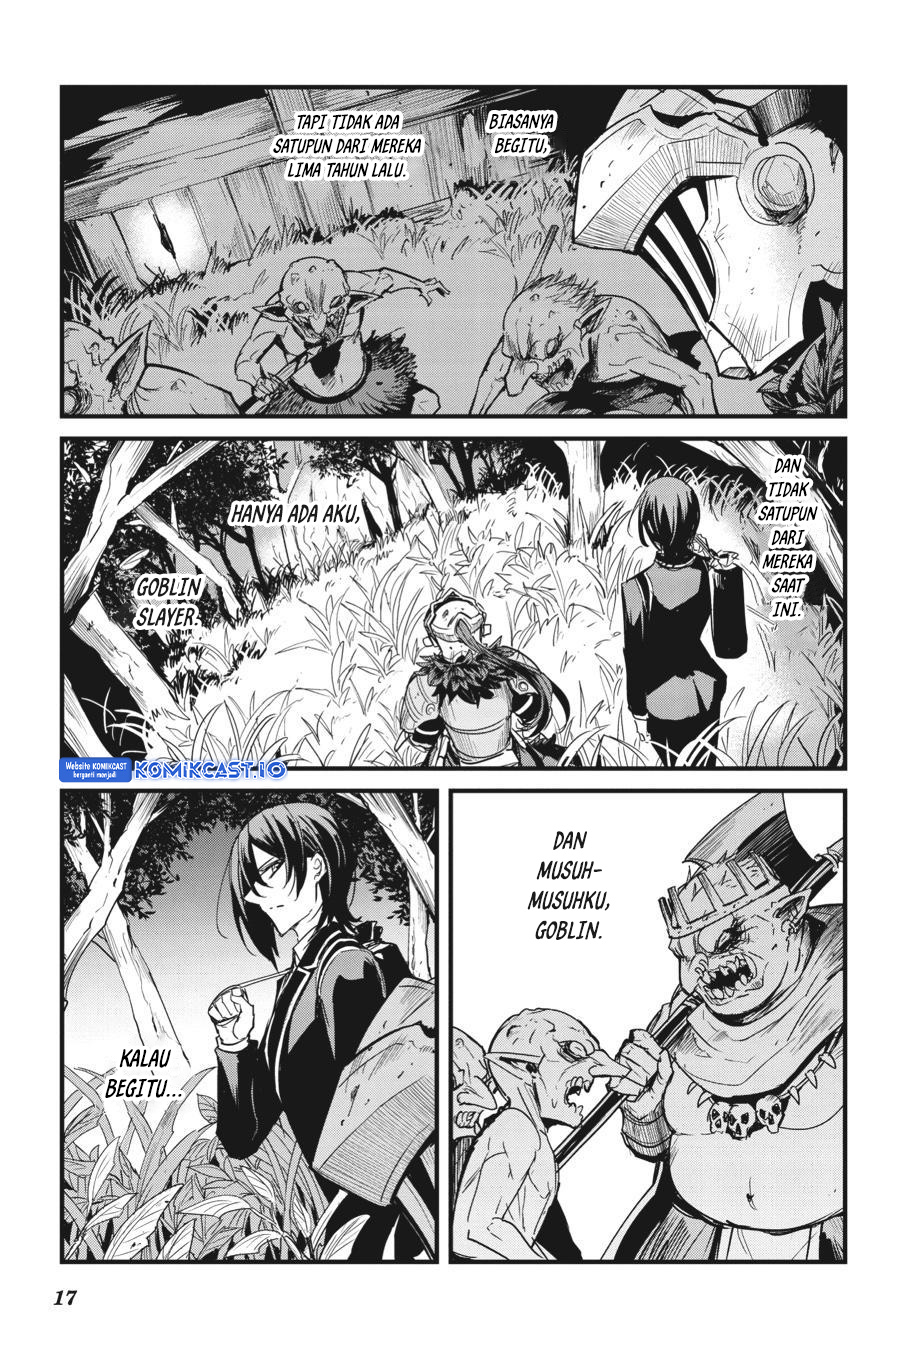 BIASANYA
BEGITU,
TAPI TIDAK ADA
SATUPUN DARI MEREKA
LIMA TAHUN LALU.
DAN
TIDAK
SATUPUN
DARI
MEREKA
SAAT
INI.
HANYA ADA AKU,
GOBLIN
SLAYER.
Website KOMIKCAST
berganti menjadi
KOMIKCAST.IO
DAN
MUSUH-
MUSUHKU,
GOBLIN.
KALAU
BEGITU...
17